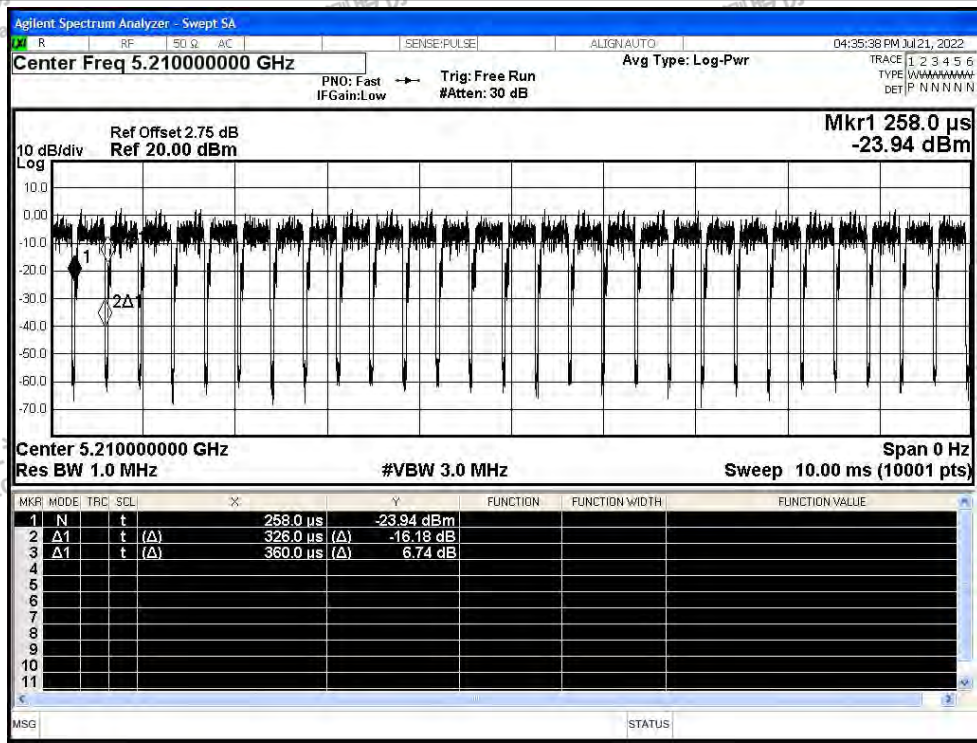 Agilent Spectrum Analyzer - Swept SA
R RF 50 Ω AC SENSE:PULSE ALIGNAUTO 04:35:38 PM Jul 21, 2022
Center Freq 5.210000000 GHz
Avg Type: Log-Pwr
TRACE 1 2 3 4 5 6
PNO: Fast Trig: Free Run
TYPE WWWWWW
IFGain:Low #Atten: 30 dB
DET P N N N N N
Mkr1 258.0 µs
-23.94 dBm
Ref Offset 2.75 dB
10 dB/div Ref 20.00 dBm
Log
10.0
0.00
-10.0
1
-20.0
-30.0
2Δ1
-40.0
-50.0
-60.0
-70.0
Center 5.210000000 GHz Span 0 Hz
Res BW 1.0 MHz #VBW 3.0 MHz Sweep 10.00 ms (10001 pts)
MKR MODE TRC SCL X Y FUNCTION FUNCTION WIDTH FUNCTION VALUE
1 N t 258.0 µs -23.94 dBm
2 Δ1 t (Δ) 326.0 µs (Δ) -16.18 dB
3 Δ1 t (Δ) 360.0 µs (Δ) 6.74 dB
4
5
6
7
8
9
10
11
MSG STATUS